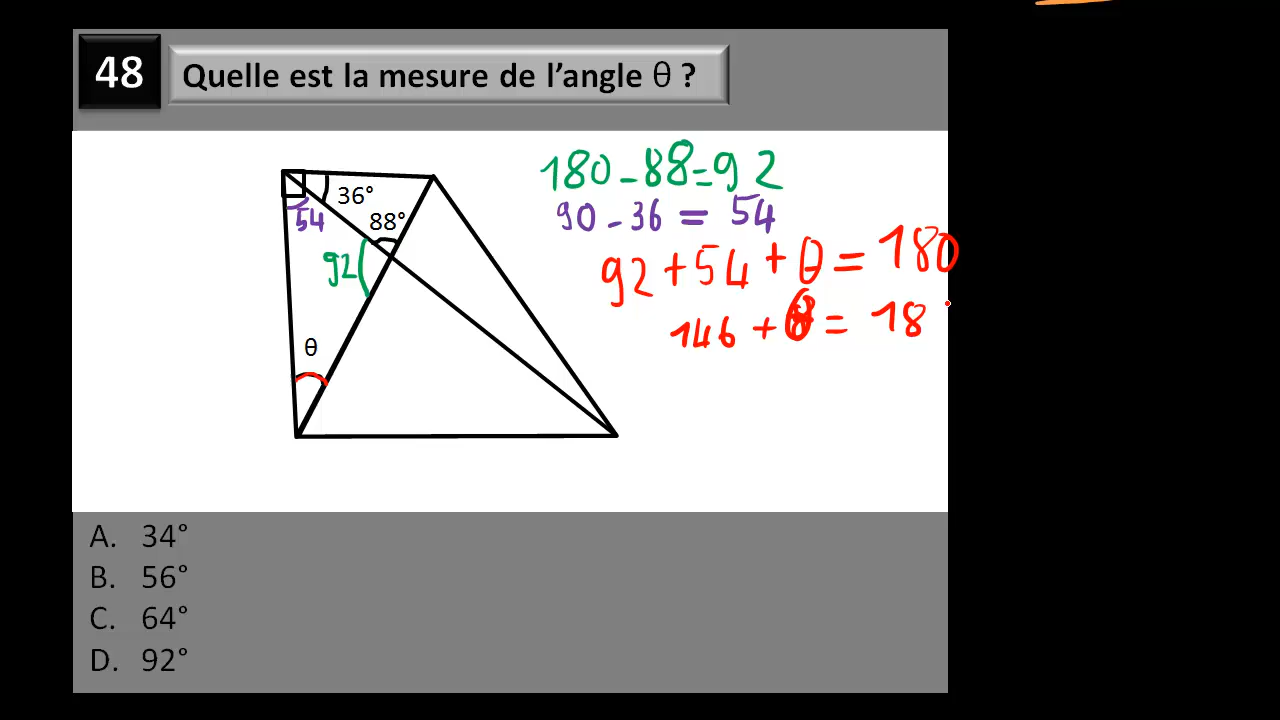 48
Quelle est la mesure de l’angle θ ?
180-88=92
90-36 = 54
92+54+θ=180
146+θ= 18
36°
54
88°
92
θ
A. 34°
B. 56°
C. 64°
D. 92°